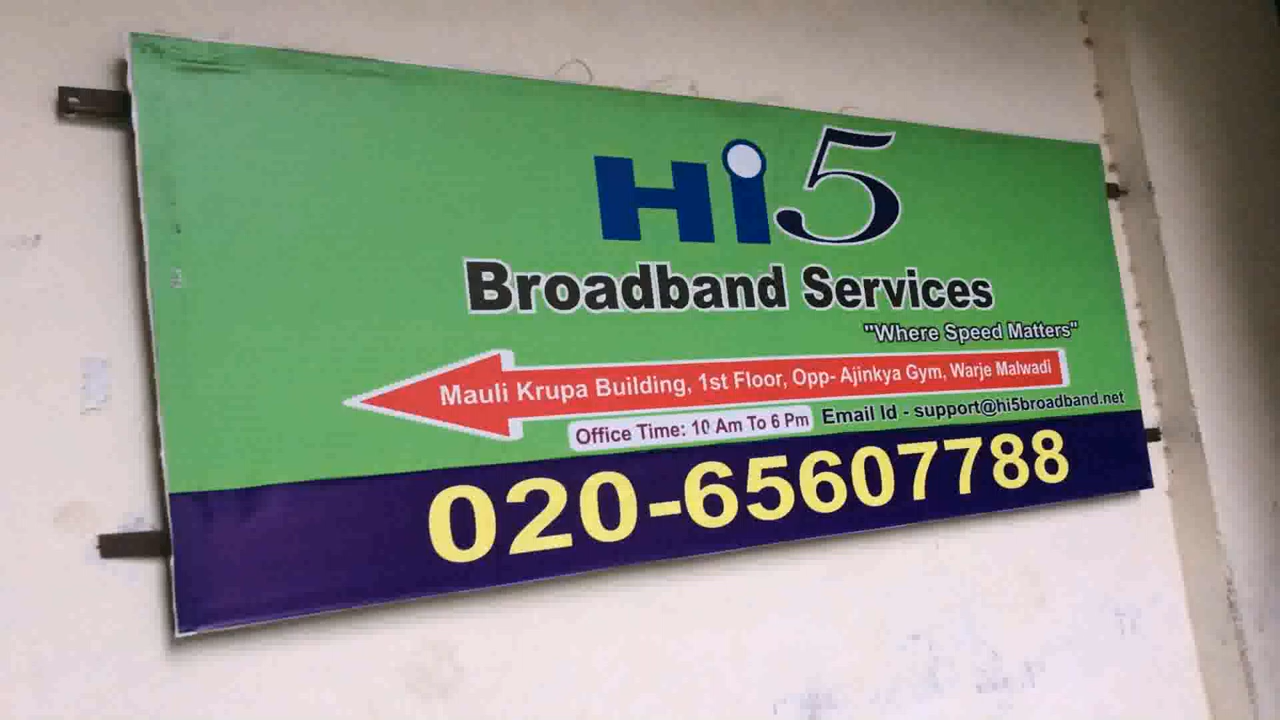 Hi5
Broadband Services
"Where Speed Matters"
Mauli Krupa Building, 1st Floor, Opp- Ajinkya Gym, Warje Malwadi
Office Time: 10 Am To 6 Pm Email Id - support@hi5broadband.net
020-65607788